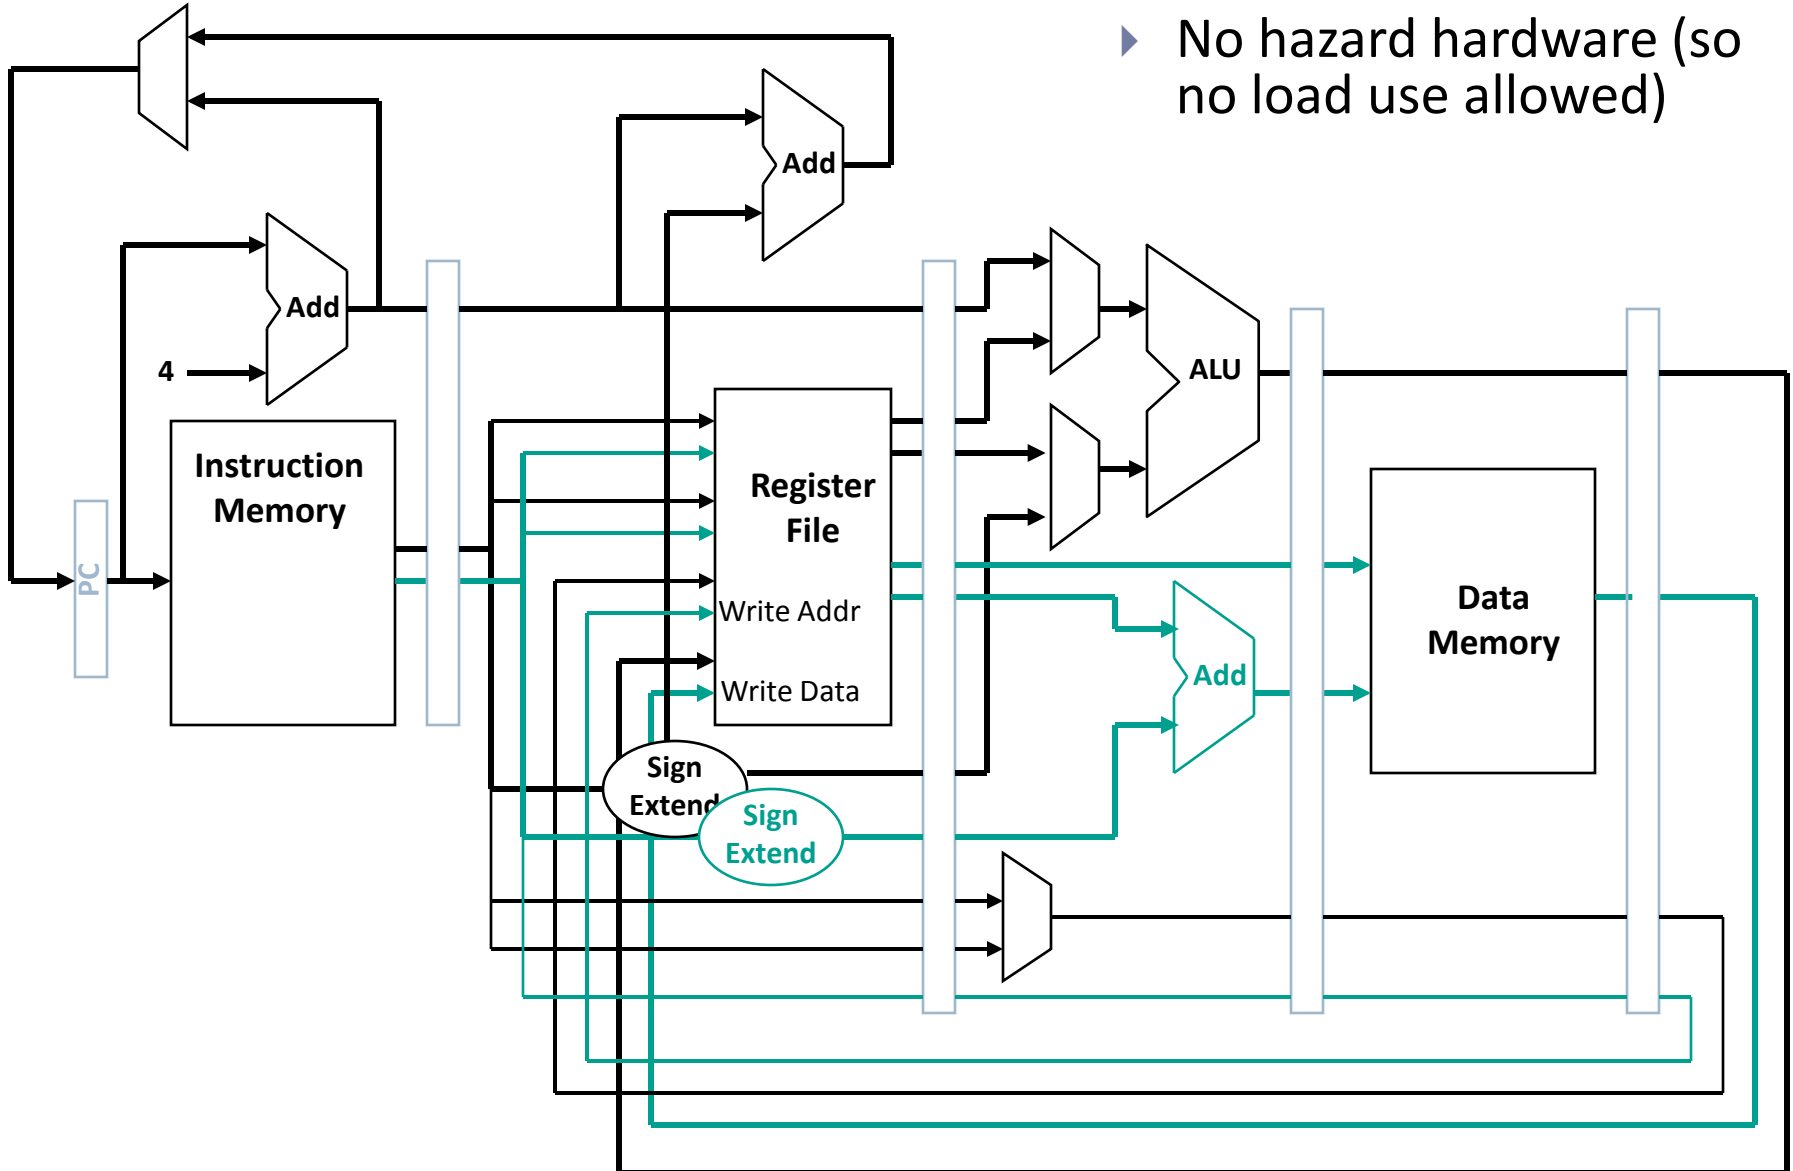 No hazard hardware (so
no load use allowed)
Add
Add
4
ALU
Instruction
Memory
Register
File
PC
Write Addr
Data
Memory
Add
Write Data
Sign
Extend
Sign
Extend